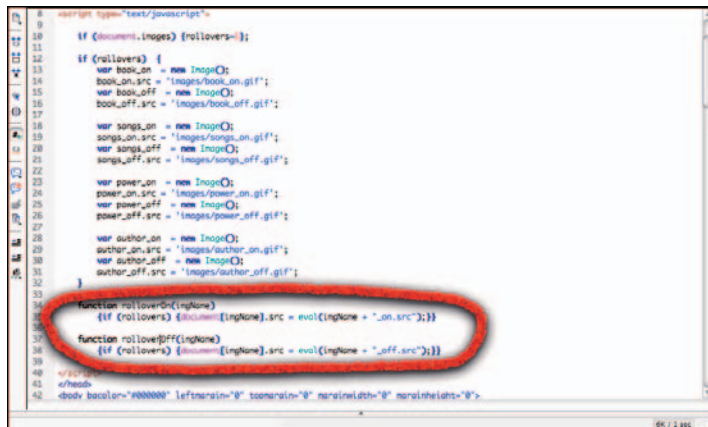 8 <script type="text/javascript">
9
10 if (document.images) {rollovers=1};
11
12 if (rollovers) {
13 var book_on = new Image();
14 book_on.src = 'images/book_on.gif';
15 var book_off = new Image();
16 book_off.src = 'images/book_off.gif';
17
18 var songs_on = new Image();
19 songs_on.src = 'images/songs_on.gif';
20 var songs_off = new Image();
21 songs_off.src = 'images/songs_off.gif';
22
23 var power_on = new Image();
24 power_on.src = 'images/power_on.gif';
25 var power_off = new Image();
26 power_off.src = 'images/power_off.gif';
27
28 var author_on = new Image();
29 author_on.src = 'images/author_on.gif';
30 var author_off = new Image();
31 author_off.src = 'images/author_off.gif';
32 }
33
34 function rolloverOn(imgName)
35 {if (rollovers) {document[imgName].src = eval(imgName + "_on.src");}}
36
37 function rolloverOff(imgName)
38 {if (rollovers) {document[imgName].src = eval(imgName + "_off.src");}}
39
40 </script>
41 </head>
42 <body bgcolor="#000000" leftmargin="0" topmargin="0" marginwidth="0" marginheight="0">
6K / 1 sec